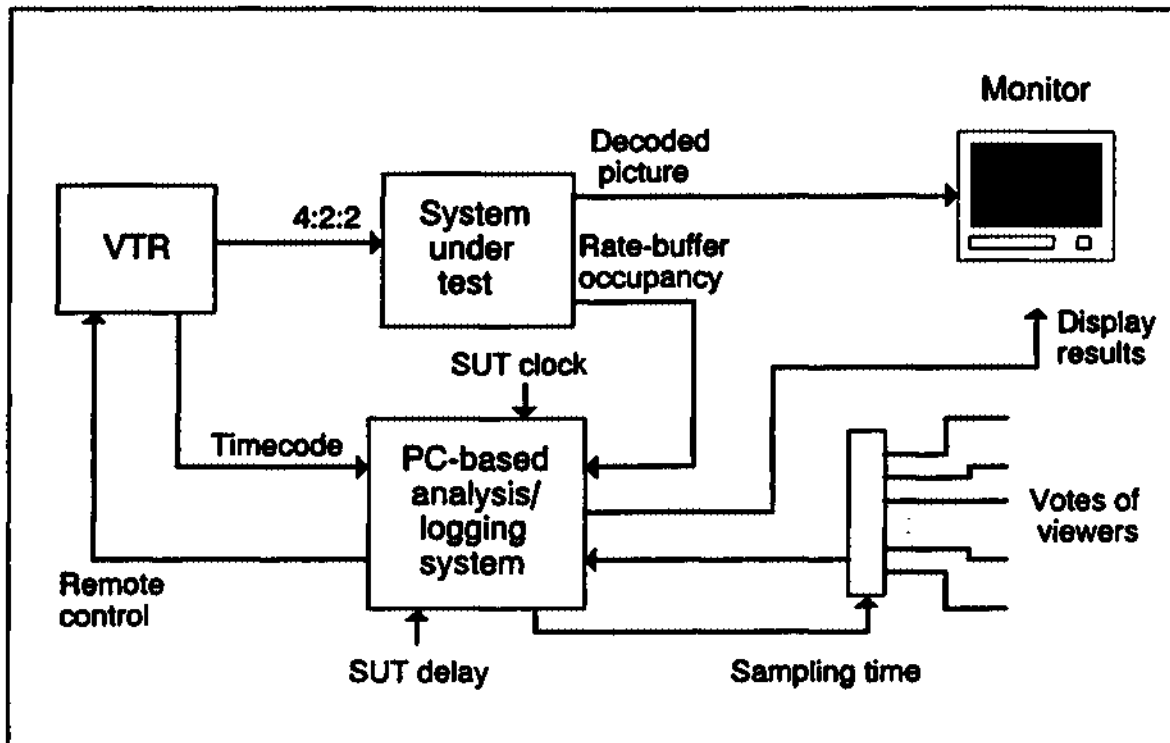 Monitor
Decoded
picture
4:2:2
VTR
System
under
test
Rate-buffer
occupancy
Display
results
SUT clock
Timecode
PC-based
analysis/
logging
system
Votes of
viewers
Remote
control
SUT delay
Sampling time